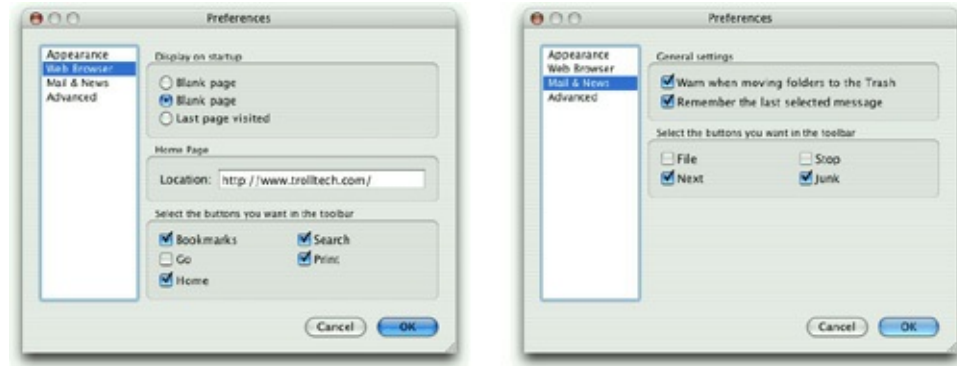 Preferences
Appearance
Web Browser
Mail & News
Advanced
Display on startup
Blank page
Blank page
Last page visited
Home Page
Location: http://www.trolltech.com/
Select the buttons you want in the toolbar
Bookmarks Search
Go Print
Home
Cancel OK
Preferences
Appearance
Web Browser
Mail & News
Advanced
General settings
Warn when moving folders to the Trash
Remember the last selected message
Select the buttons you want in the toolbar
File Stop
Next Junk
Cancel OK